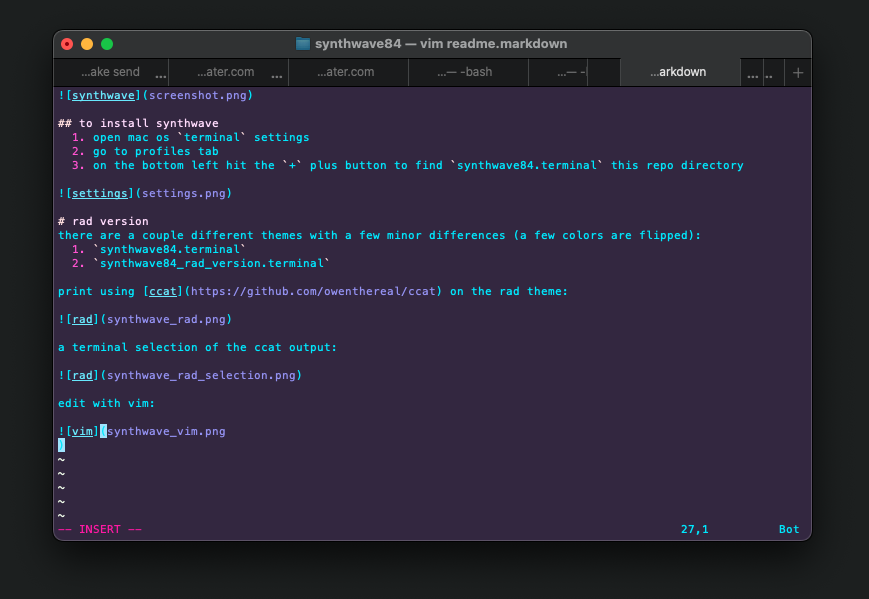 synthwave84 — vim readme.markdown
...ake send ... ...ater.com ... ...ater.com ...— -bash ...— -l ...arkdown ... .. +
![synthwave](screenshot.png)
## to install synthwave
1. open mac os `terminal` settings
2. go to profiles tab
3. on the bottom left hit the `+` plus button to find `synthwave84.terminal` this repo directory
![settings](settings.png)
# rad version
there are a couple different themes with a few minor differences (a few colors are flipped):
1. `synthwave84.terminal`
2. `synthwave84_rad_version.terminal`
print using [ccat](https://github.com/owenthereal/ccat) on the rad theme:
![rad](synthwave_rad.png)
a terminal selection of the ccat output:
![rad](synthwave_rad_selection.png)
edit with vim:
![vim](synthwave_vim.png
)
~
~
~
~
~
-- INSERT -- 27,1 Bot